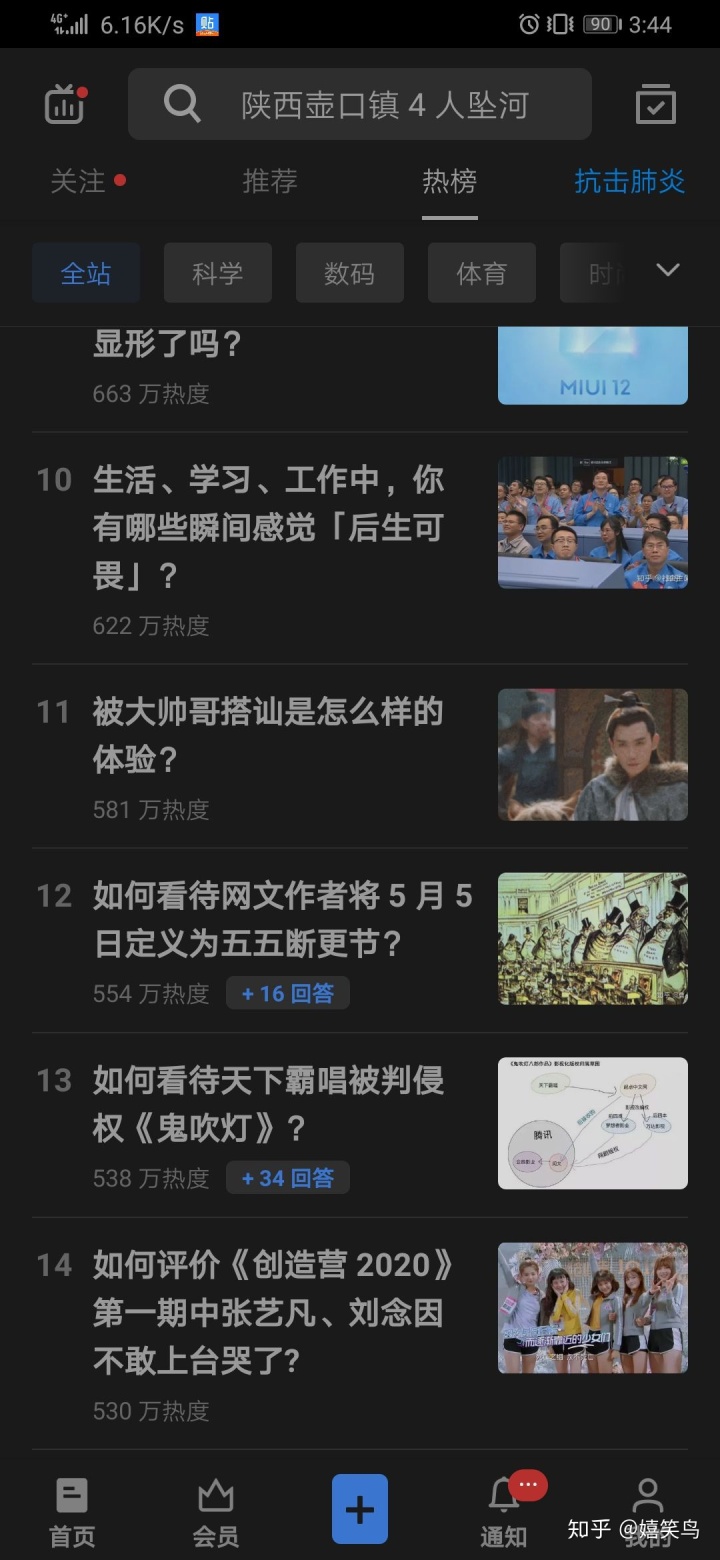 4G+ 6.16K/s 贴 90 3:44
陕西壶口镇 4 人坠河
关注 推荐 热榜 抗击肺炎
全站 科学 数码 体育
显形了吗？
663 万热度
MIUI 12
10 生活、学习、工作中，你
有哪些瞬间感觉「后生可
畏」？
622 万热度
11 被大帅哥搭讪是怎么样的
体验？
581 万热度
12 如何看待网文作者将 5 月 5
日定义为五五断更节？
554 万热度 + 16 回答
13 如何看待天下霸唱被判侵
权《鬼吹灯》？
538 万热度 + 34 回答
腾讯
14 如何评价《创造营 2020》
第一期中张艺凡、刘念因
不敢上台哭了?
530 万热度
首页 会员 通知 我的
知乎 @嬉笑鸟